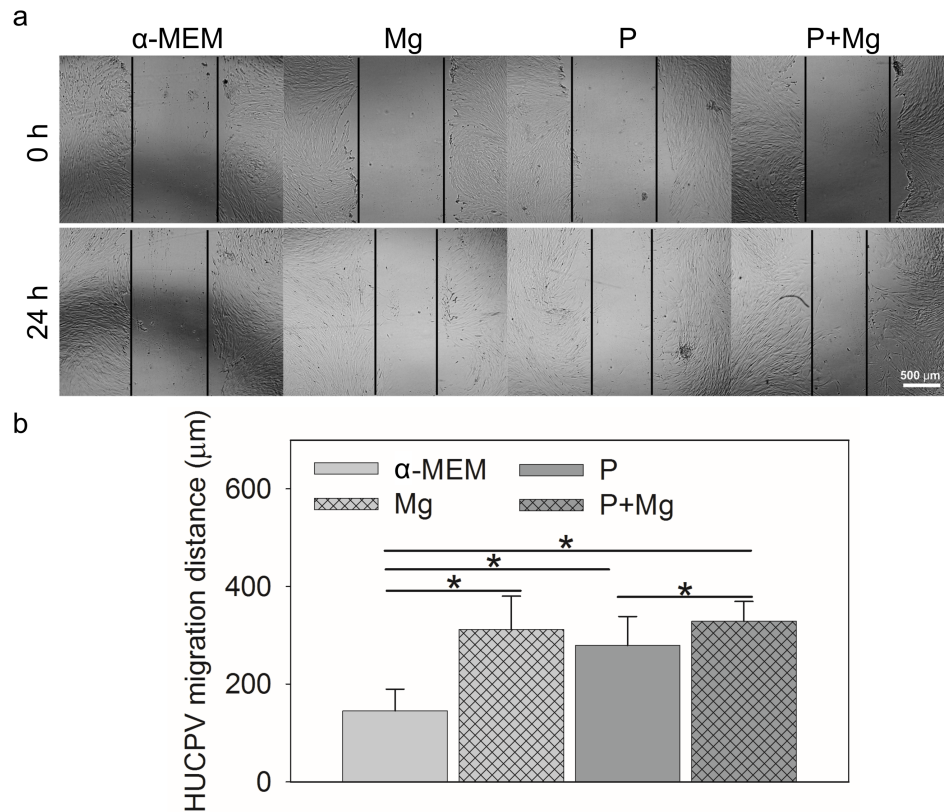 a
α-MEM Mg P P+Mg
0 h
24 h
500 μm
b
HUCPV migration distance (μm)
600
400
200
0
α-MEM P
Mg P+Mg
* 
*
* *